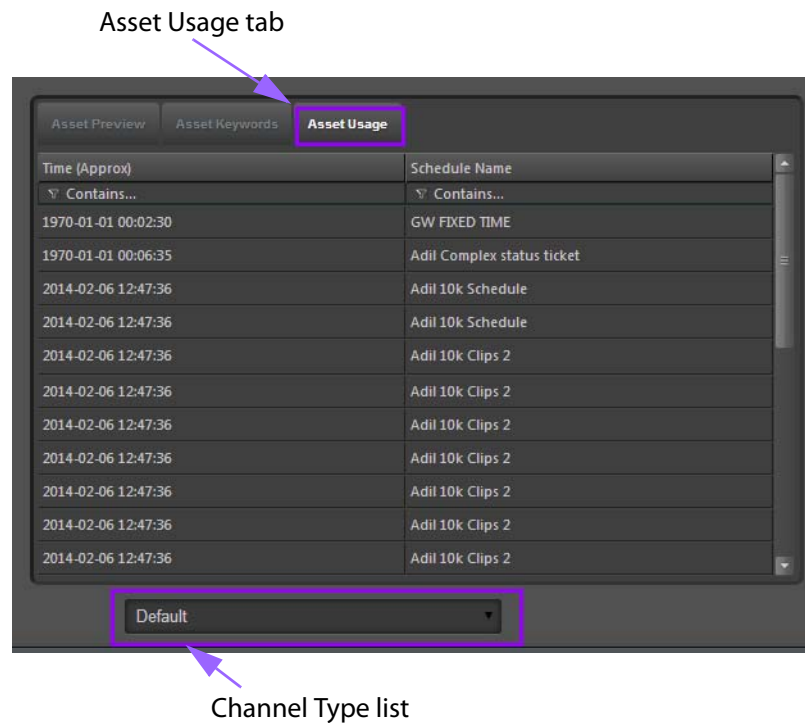 Asset Usage tab
Asset Preview Asset Keywords Asset Usage
Time (Approx) Schedule Name
Contains... Contains...
1970-01-01 00:02:30 GW FIXED TIME
1970-01-01 00:06:35 Adil Complex status ticket
2014-02-06 12:47:36 Adil 10k Schedule
2014-02-06 12:47:36 Adil 10k Schedule
2014-02-06 12:47:36 Adil 10k Clips 2
2014-02-06 12:47:36 Adil 10k Clips 2
2014-02-06 12:47:36 Adil 10k Clips 2
2014-02-06 12:47:36 Adil 10k Clips 2
2014-02-06 12:47:36 Adil 10k Clips 2
2014-02-06 12:47:36 Adil 10k Clips 2
2014-02-06 12:47:36 Adil 10k Clips 2
Default
Channel Type list